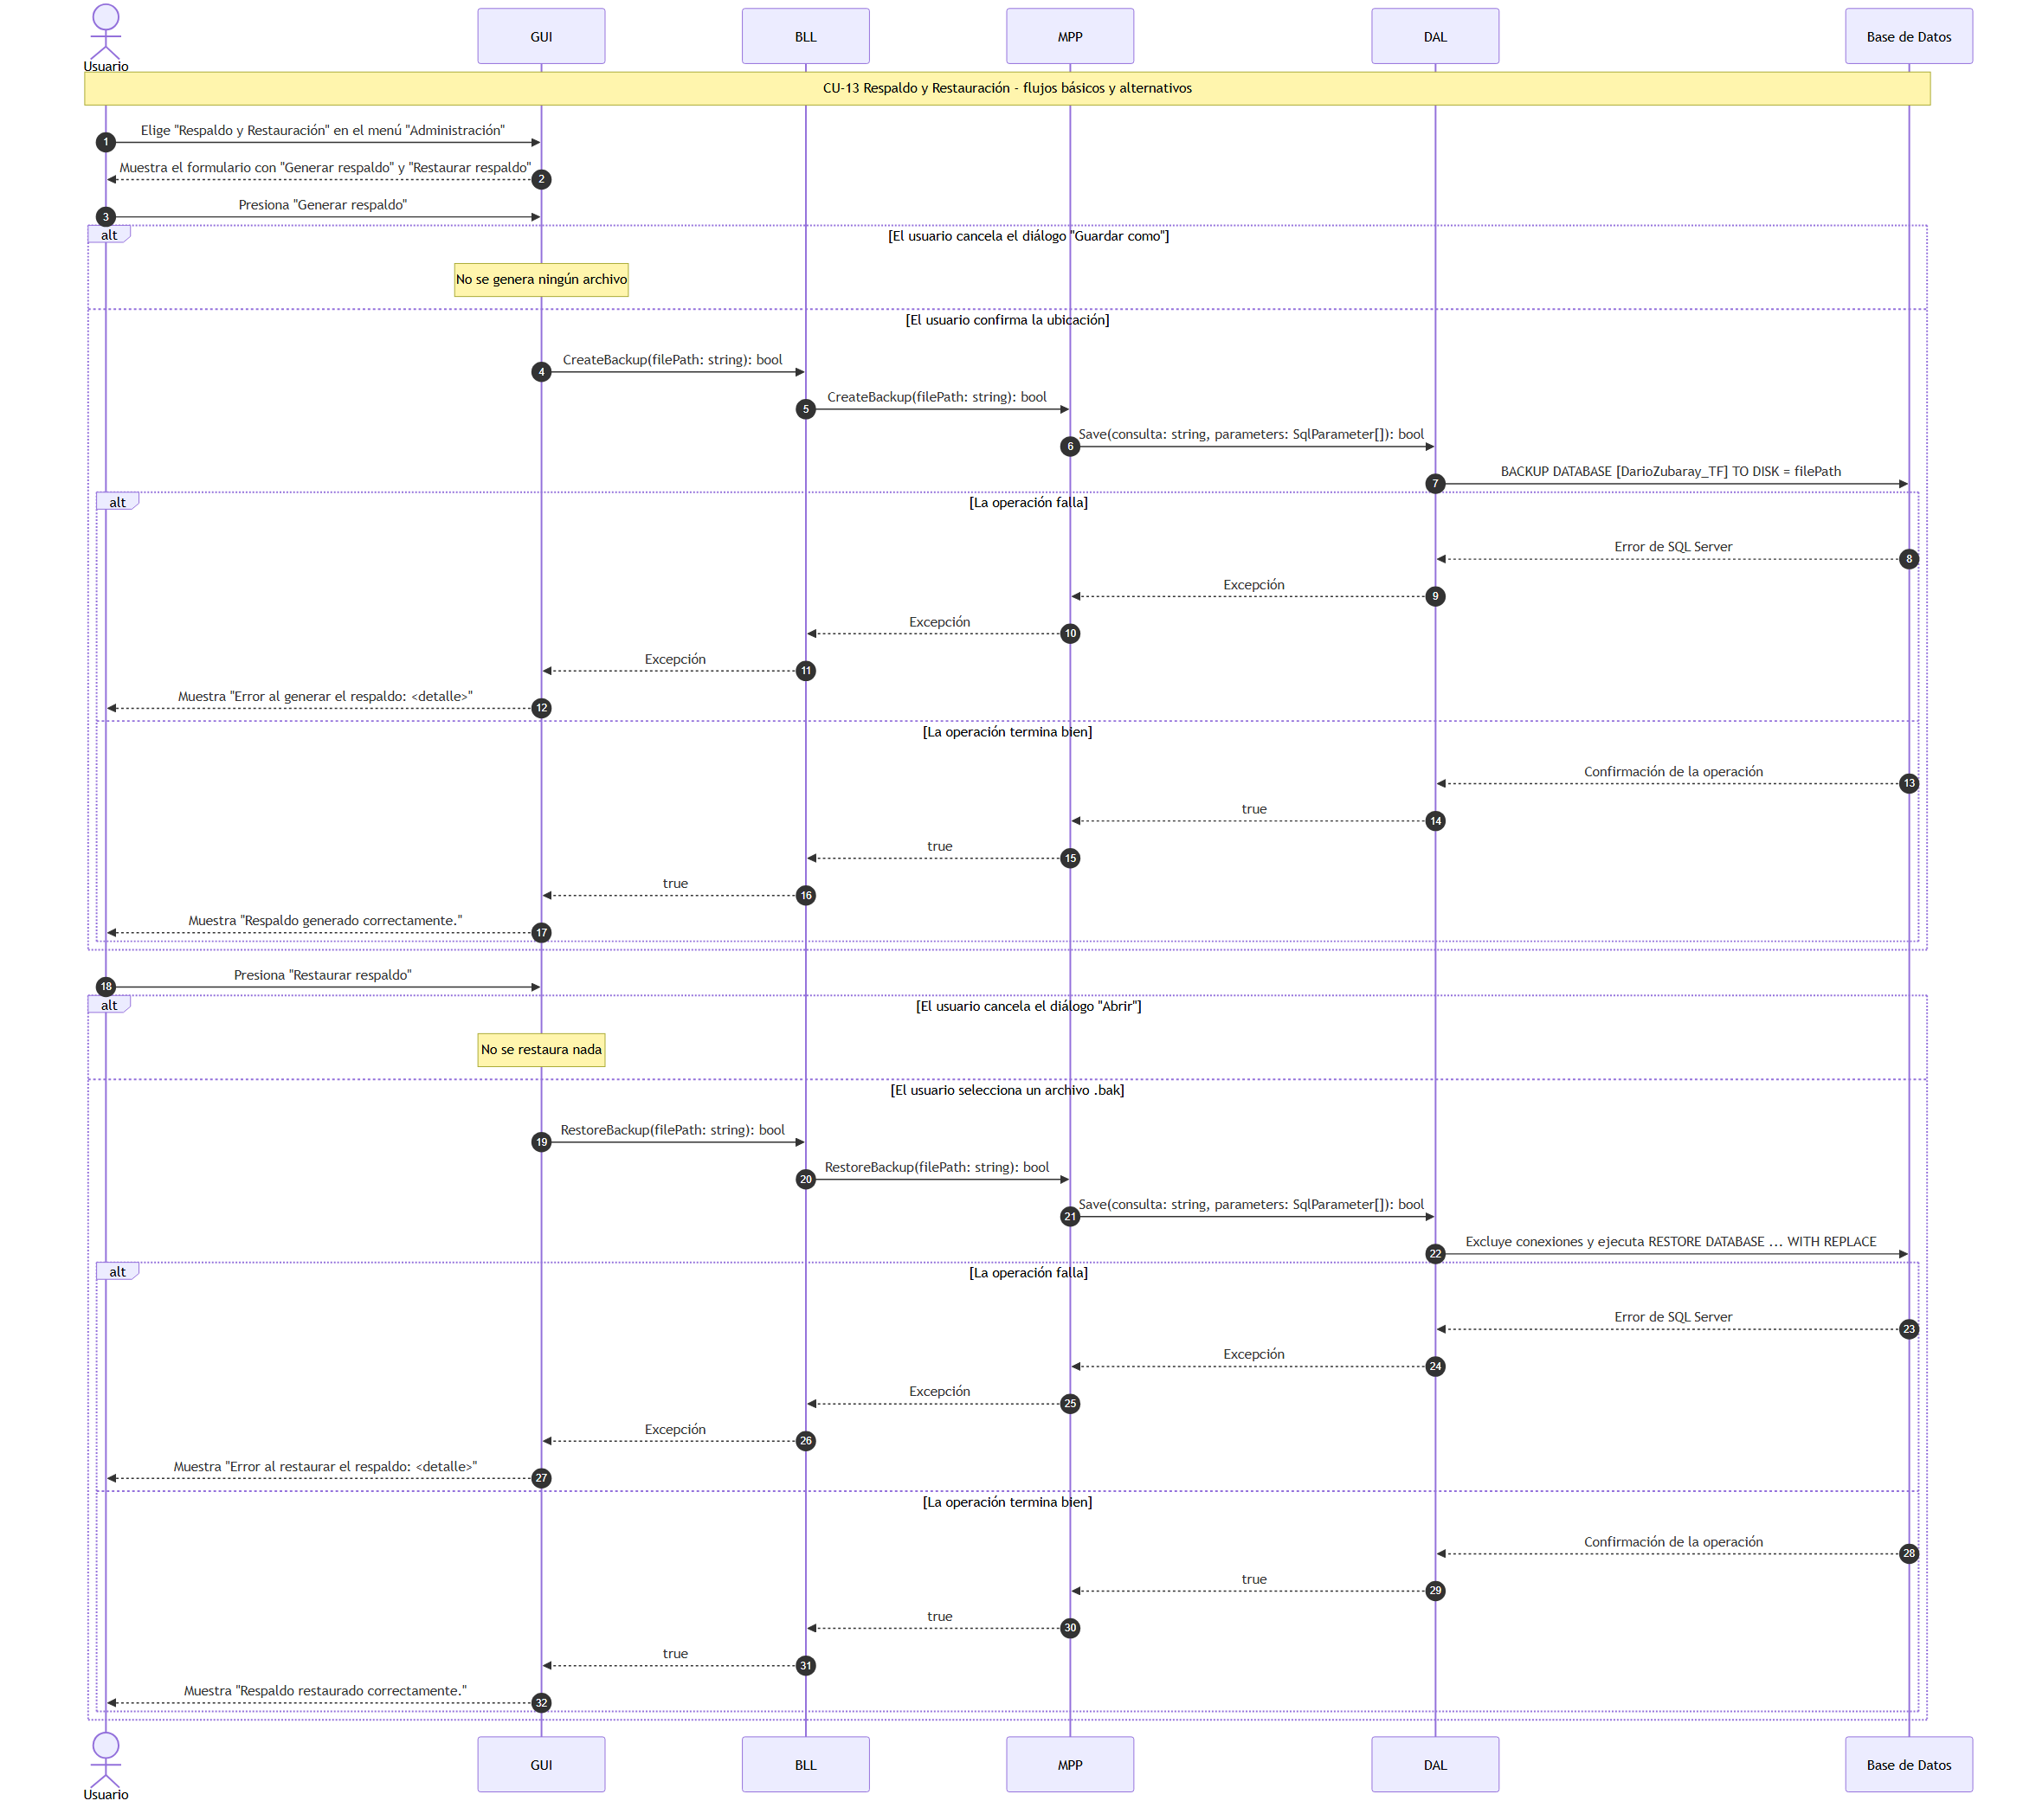 Usuario
GUI
BLL
MPP
DAL
Base de Datos
CU-13 Respaldo y Restauración - flujos básicos y alternativos
Elige "Respaldo y Restauración" en el menú "Administración"
1
Muestra el formulario con "Generar respaldo" y "Restaurar respaldo"
2
Presiona "Generar respaldo"
3
alt
[El usuario cancela el diálogo "Guardar como"]
No se genera ningún archivo
[El usuario confirma la ubicación]
CreateBackup(filePath: string): bool
4
CreateBackup(filePath: string): bool
5
Save(consulta: string, parameters: SqlParameter[]): bool
6
BACKUP DATABASE [DarioZubaray_TF] TO DISK = filePath
7
alt
[La operación falla]
Error de SQL Server
8
Excepción
9
Excepción
10
Excepción
11
Muestra "Error al generar el respaldo: <detalle>"
12
[La operación termina bien]
Confirmación de la operación
13
true
14
true
15
true
16
Muestra "Respaldo generado correctamente."
17
Presiona "Restaurar respaldo"
18
alt
[El usuario cancela el diálogo "Abrir"]
No se restaura nada
[El usuario selecciona un archivo .bak]
RestoreBackup(filePath: string): bool
19
RestoreBackup(filePath: string): bool
20
Save(consulta: string, parameters: SqlParameter[]): bool
21
Excluye conexiones y ejecuta RESTORE DATABASE ... WITH REPLACE
22
alt
[La operación falla]
Error de SQL Server
23
Excepción
24
Excepción
25
Excepción
26
Muestra "Error al restaurar el respaldo: <detalle>"
27
[La operación termina bien]
Confirmación de la operación
28
true
29
true
30
true
31
Muestra "Respaldo restaurado correctamente."
32
Usuario
GUI
BLL
MPP
DAL
Base de Datos